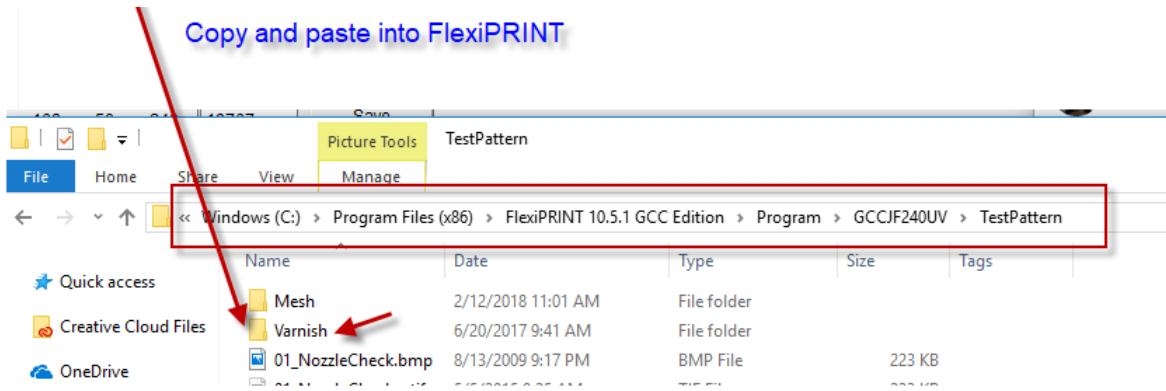 Copy and paste into FlexiPRINT
Save
Picture Tools
TestPattern
File Home Share View Manage
« Windows (C:) > Program Files (x86) > FlexiPRINT 10.5.1 GCC Edition > Program > GCCJF240UV > TestPattern
Name Date Type Size Tags
Quick access
Mesh 2/12/2018 11:01 AM File folder
Creative Cloud Files
Varnish 6/20/2017 9:41 AM File folder
OneDrive
01_NozzleCheck.bmp 8/13/2009 9:17 PM BMP File 223 KB